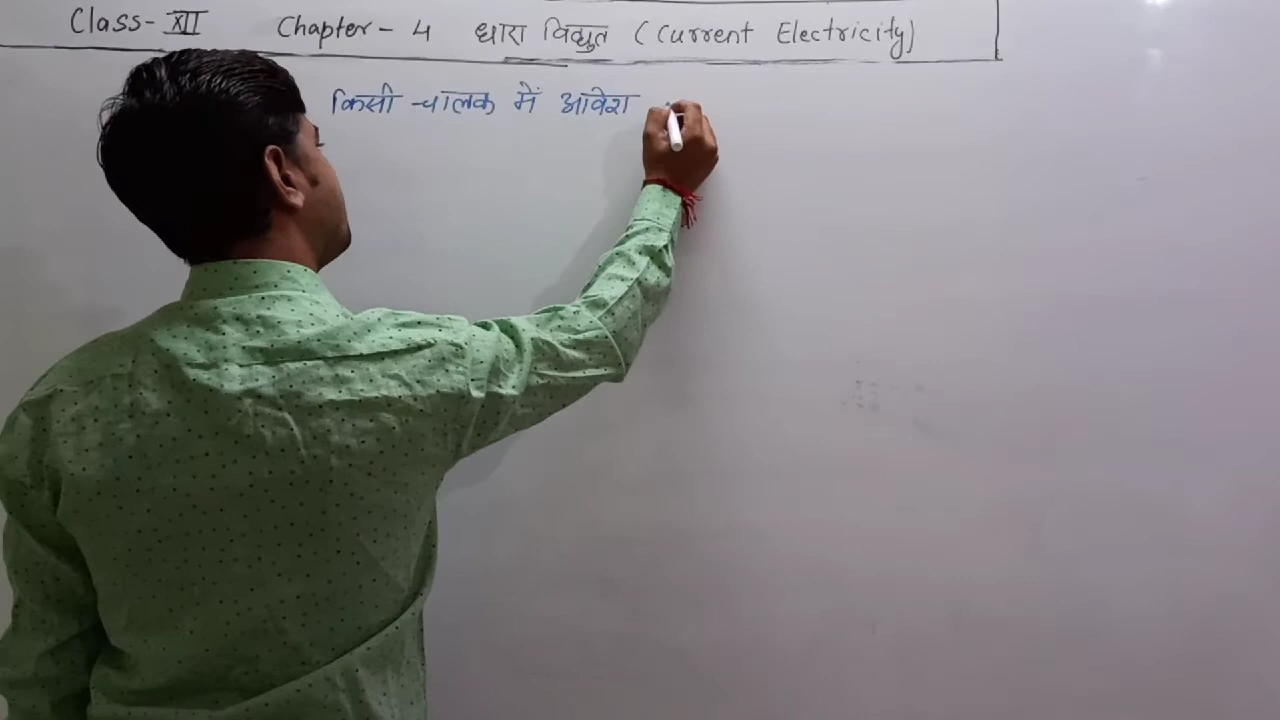 Class-XII Chapter-4 धारा विद्युत (Current Electricity)
किसी चालक में आवेश